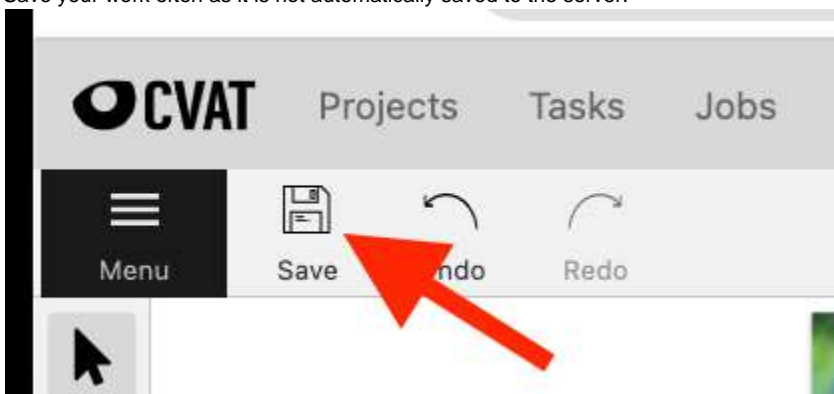 Save your work often as it is not automatically saved to the server.
CVAT Projects Tasks Jobs
Menu Save Redo